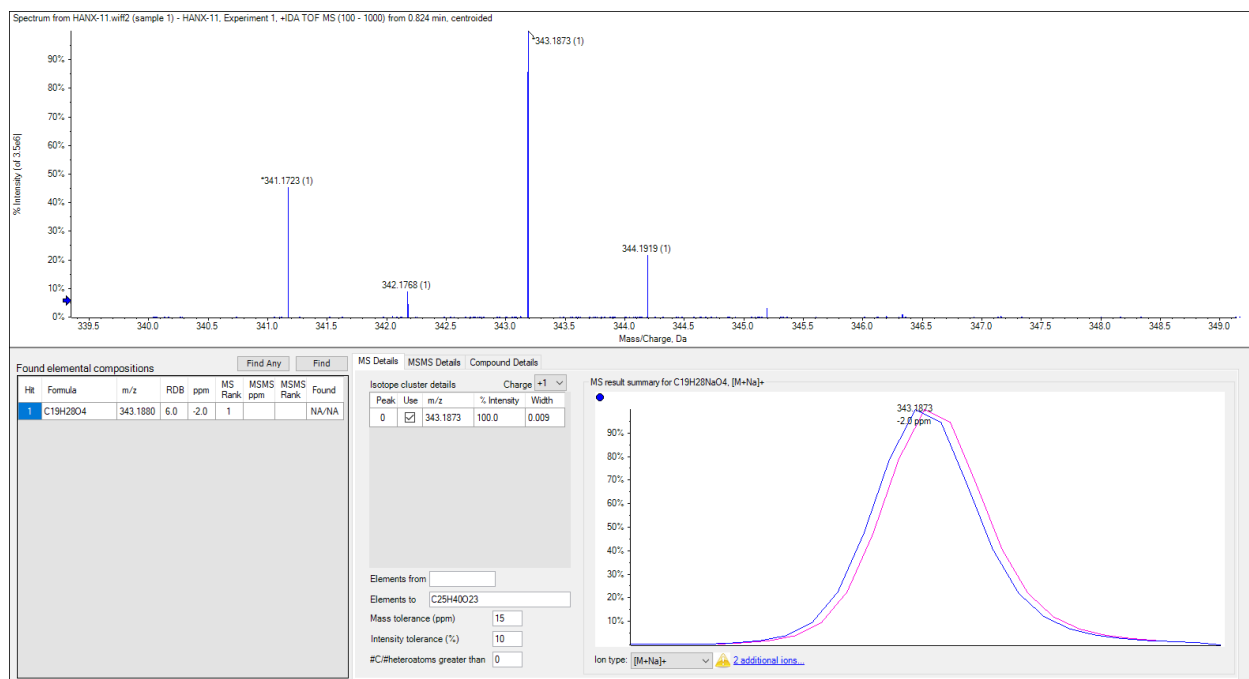 Spectrum from HANX-11.wiff2 (sample 1) - HANX-11, Experiment 1, +IDA TOF MS (100 - 1000) from 0.824 min, centroided
% Intensity (of 3.5e6)
90%
80%
70%
60%
50%
40%
30%
20%
10%
0%
*343.1873 (1)
*341.1723 (1)
344.1919 (1)
342.1768 (1)
339.5 340.0 340.5 341.0 341.5 342.0 342.5 343.0 343.5 344.0 344.5 345.0 345.5 346.0 346.5 347.0 347.5 348.0 348.5 349.0
Mass/Charge, Da
Found elemental compositions Find Any Find
Hit Formula m/z RDB ppm MS Rank MSMS ppm MSMS Rank Found
1 C19H28O4 343.1880 6.0 -2.0 1 NA/NA
MS Details MSMS Details Compound Details
Isotope cluster details Charge +1
Peak Use m/z % Intensity Width
0 343.1873 100.0 0.009
Elements from
Elements to C25H40O23
Mass tolerance (ppm) 15
Intensity tolerance (%) 10
#C/#heteroatoms greater than 0
MS result summary for C19H28NaO4, [M+Na]+
343.1873
-2.0 ppm
90%
80%
70%
60%
50%
40%
30%
20%
10%
Ion type: [M+Na]+ 2 additional ions...